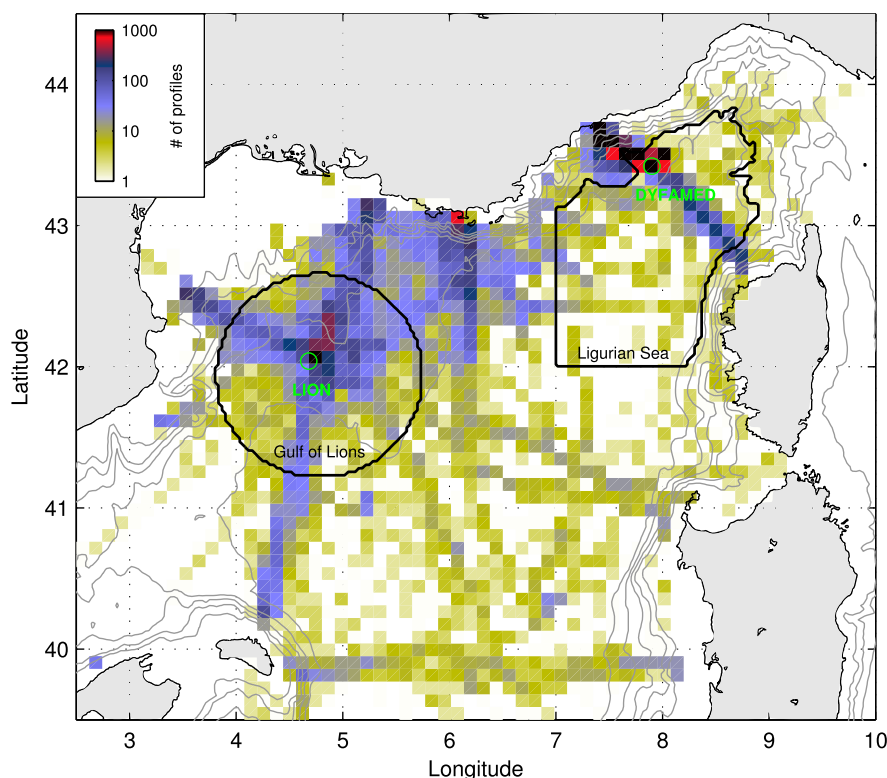 1000
100
10
1
# of profiles
44
43
42
41
40
Latitude
DYFAMED
Ligurian Sea
LION
Gulf of Lions
3 4 5 6 7 8 9 10
Longitude